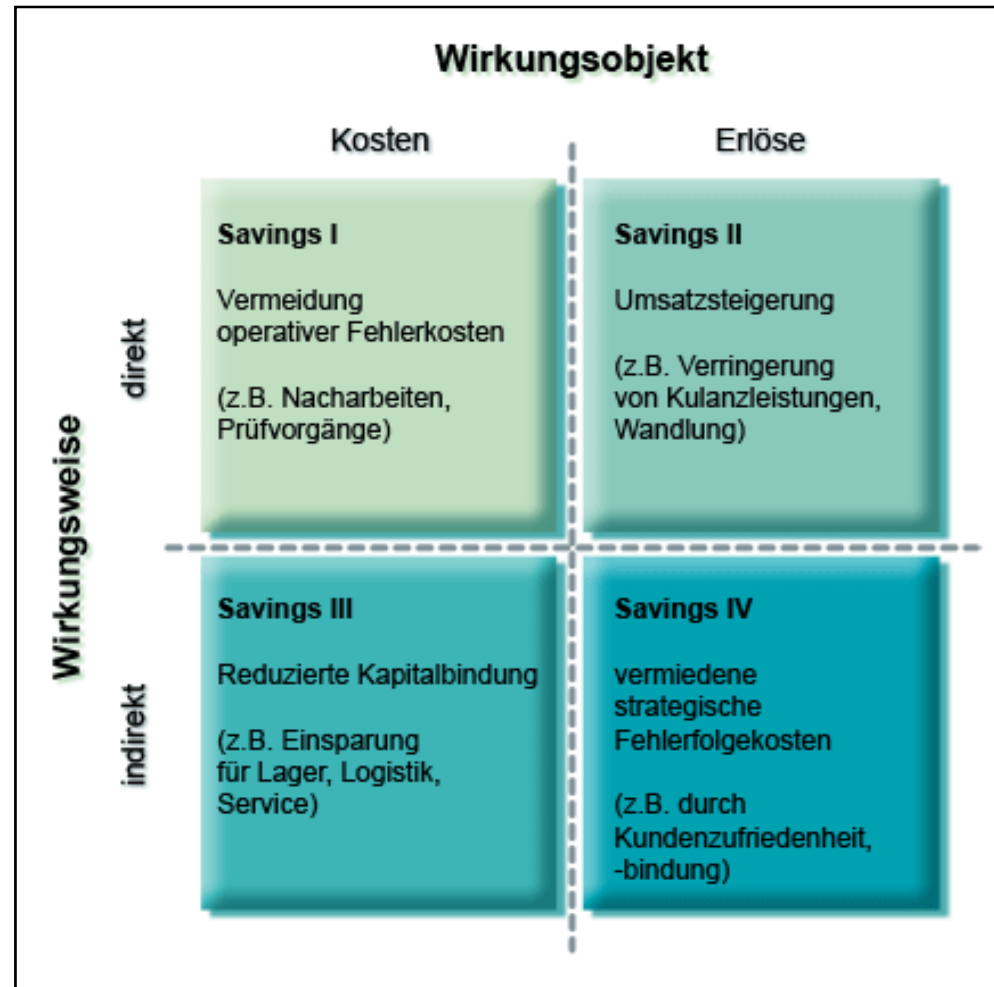 Wirkungsobjekt
Kosten
Erlöse
Wirkungsweise
direkt
Savings I
Vermeidung
operativer Fehlerkosten
(z.B. Nacharbeiten,
Prüfvorgänge)
Savings II
Umsatzsteigerung
(z.B. Verringerung
von Kulanzleistungen,
Wandlung)
indirekt
Savings III
Reduzierte Kapitalbindung
(z.B. Einsparung
für Lager, Logistik,
Service)
Savings IV
vermiedene
strategische
Fehlerfolgekosten
(z.B. durch
Kundenzufriedenheit,
-bindung)